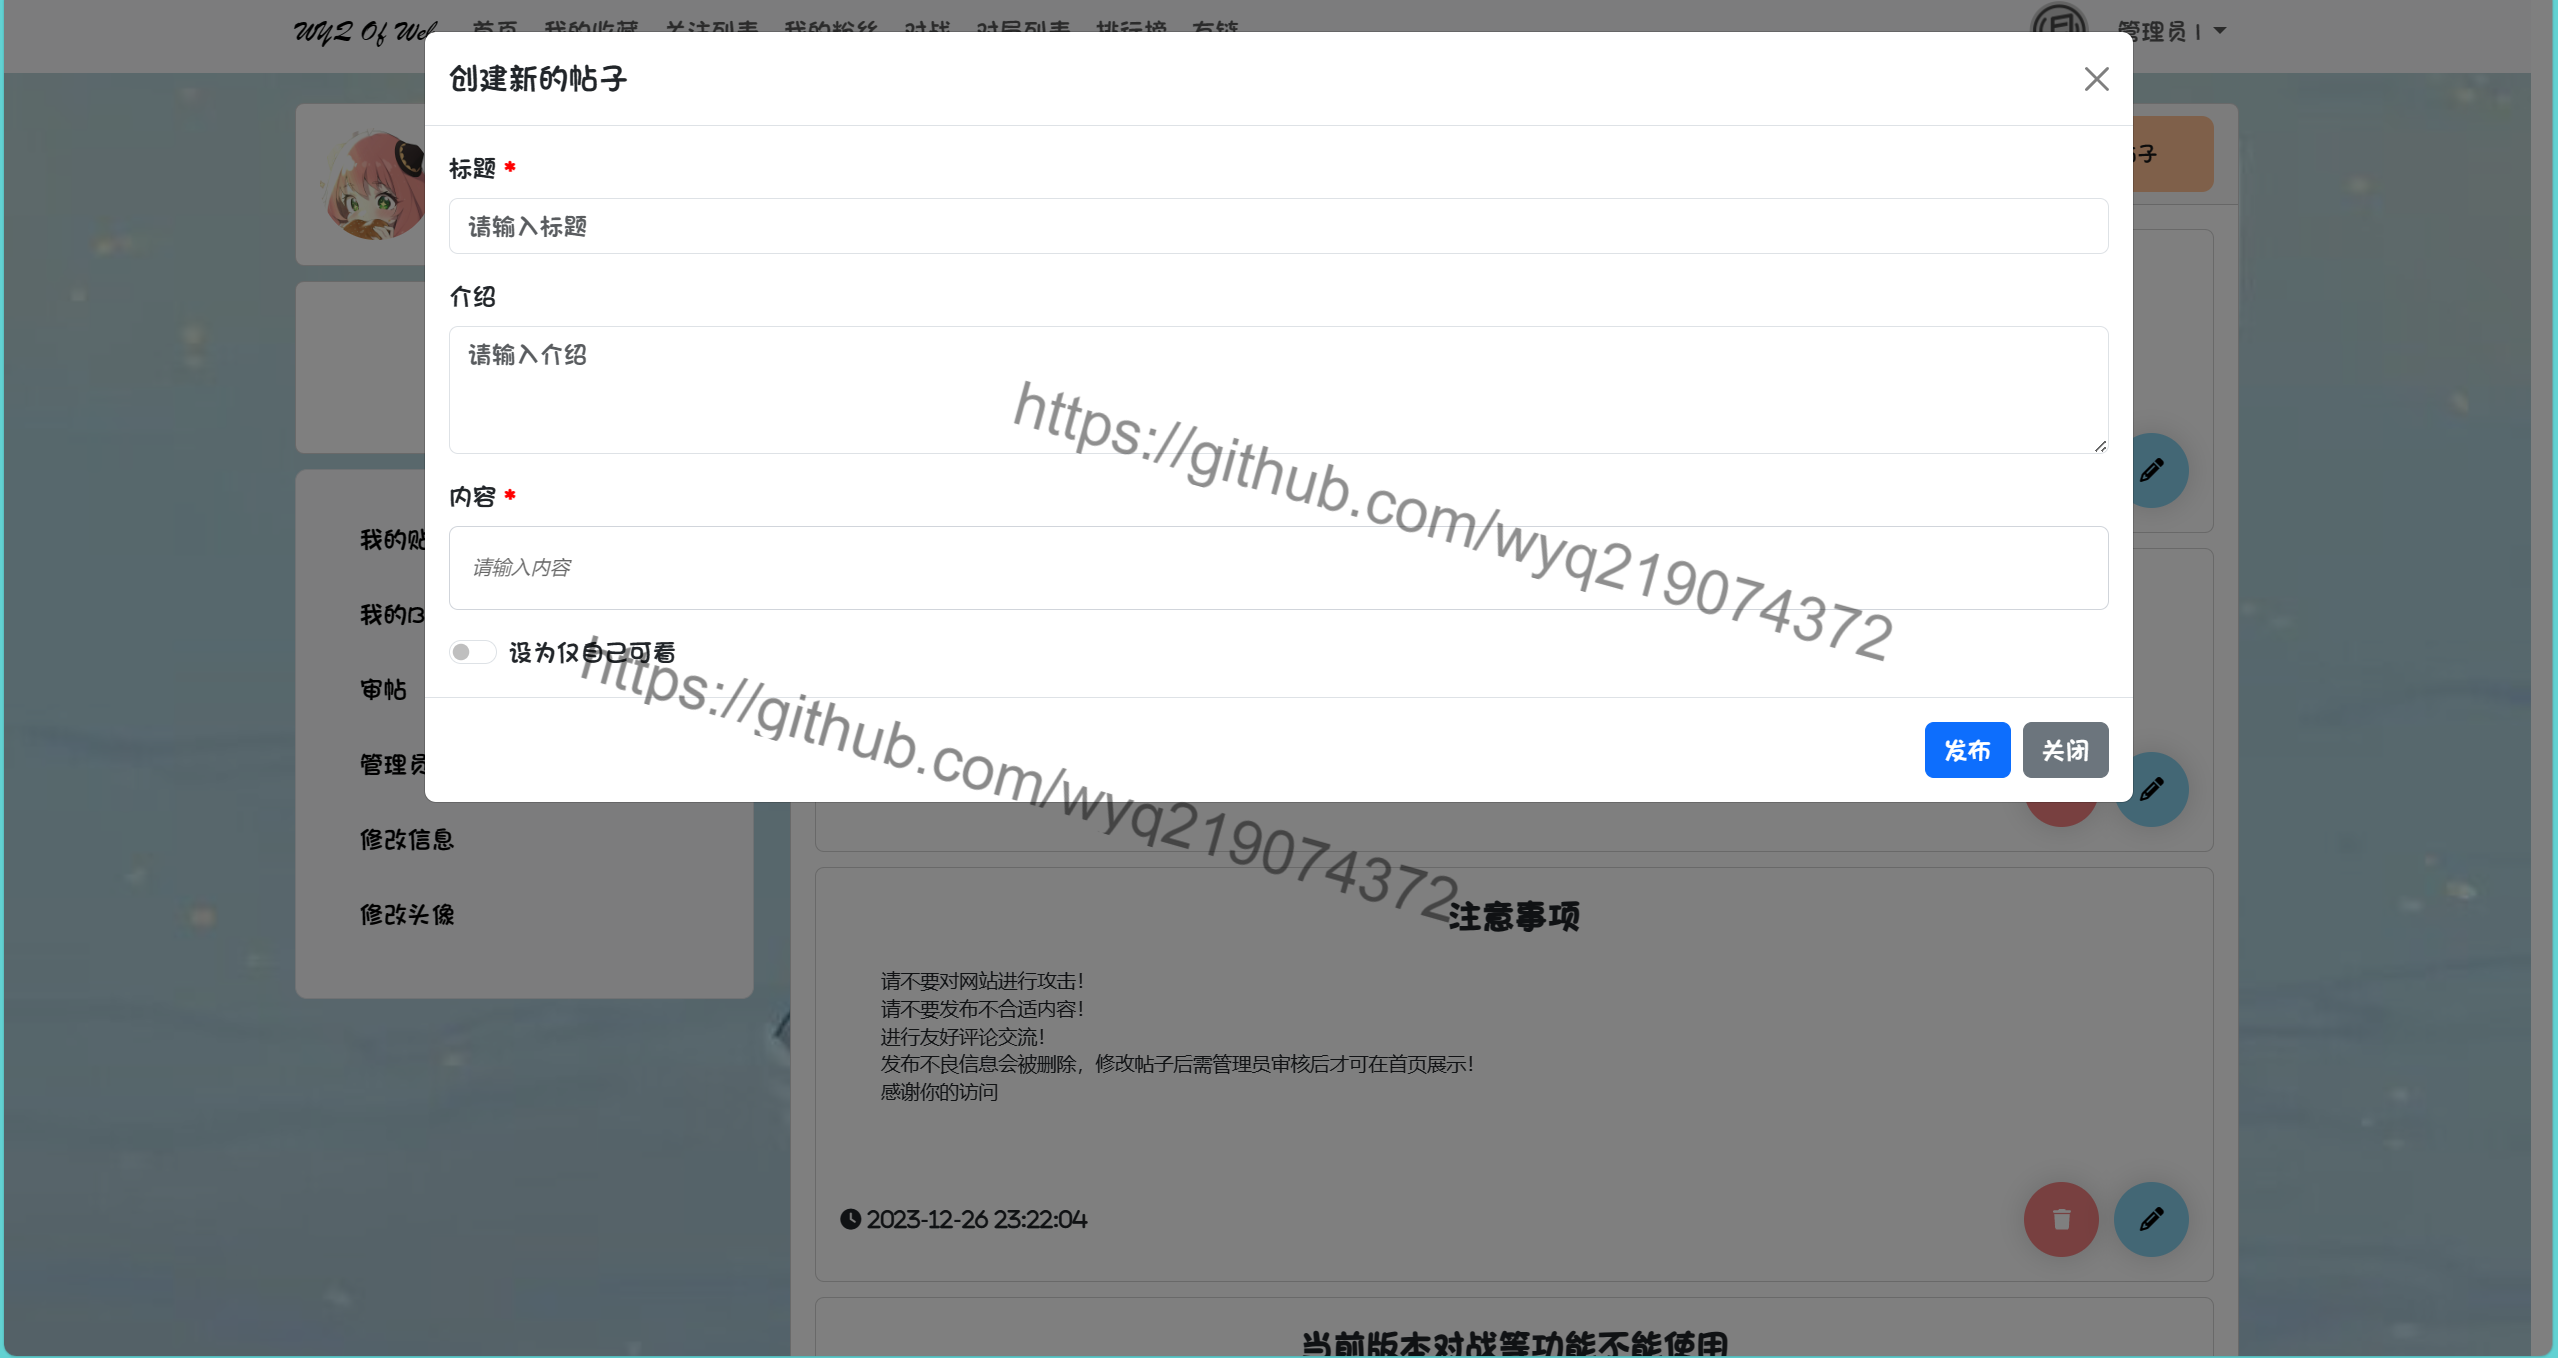 WYQ Of Web
首页 我的收藏 关注列表 我的粉丝 对战 对局列表 排行榜 友链
管理员1
创建新的帖子
标题 *
请输入标题
介绍
请输入介绍
内容 *
请输入内容
设为仅自己可看
发布 关闭
https://github.com/wyq219074372
https://github.com/wyq219074372
子
我的
我的
审帖
管理员
修改信息
修改头像
注意事项
请不要对网站进行攻击！
请不要发布不合适内容！
进行友好评论交流！
发布不良信息会被删除，修改帖子后需管理员审核后才可在首页展示！
感谢你的访问
2023-12-26 23:22:04
当前版本对战等功能不能使用